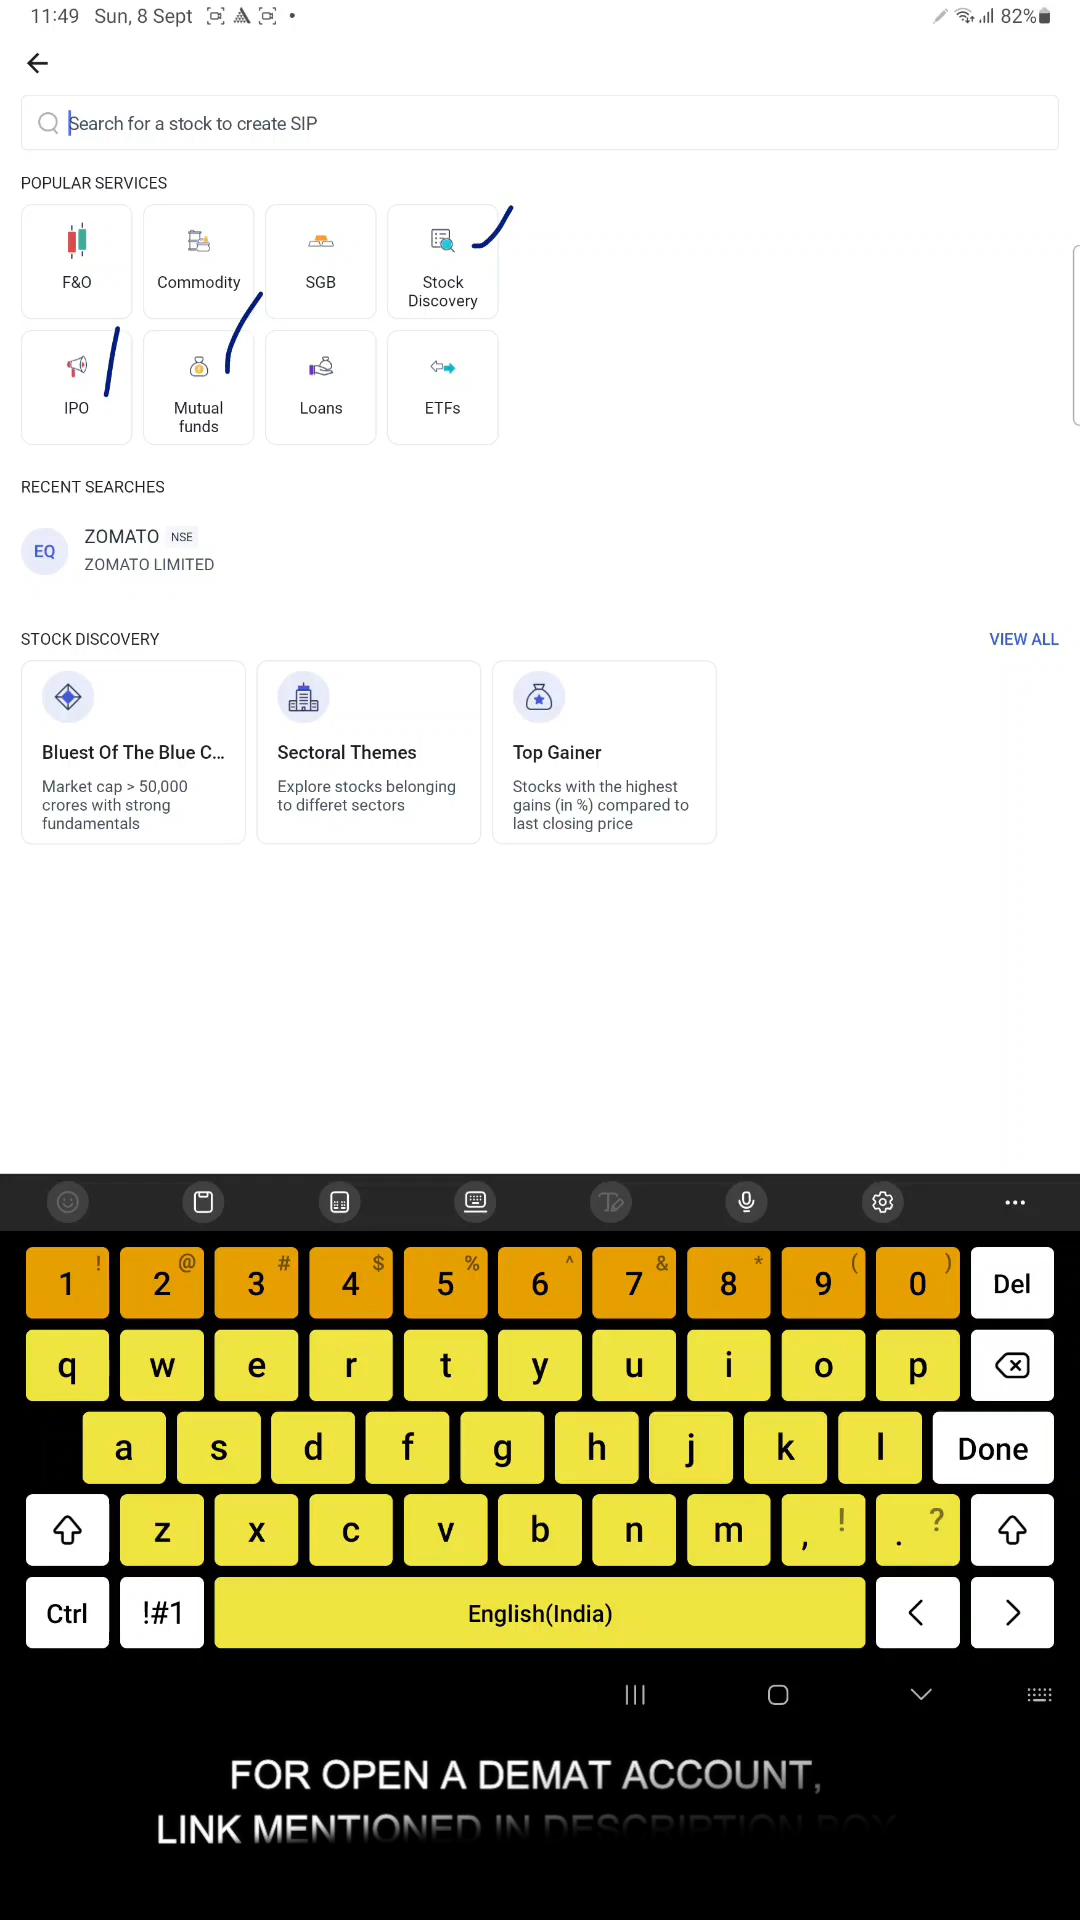 11:49 Sun, 8 Sept 82%
Search for a stock to create SIP
POPULAR SERVICES
F&O
Commodity
SGB
Stock
Discovery
IPO
Mutual
funds
Loans
ETFs
RECENT SEARCHES
EQ
ZOMATO NSE
ZOMATO LIMITED
STOCK DISCOVERY VIEW ALL
Bluest Of The Blue C...
Market cap > 50,000
crores with strong
fundamentals
Sectoral Themes
Explore stocks belonging
to differet sectors
Top Gainer
Stocks with the highest
gains (in %) compared to
last closing price
1 ! 2 @ 3 # 4 $ 5 % 6 ^ 7 & 8 * 9 ( 0 ) Del
q w e r t y u i o p
a s d f g h j k l Done
z x c v b n m , ! . ?
Ctrl !#1 English(India) < >
FOR OPEN A DEMAT ACCOUNT,
LINK MENTIONED IN DESCRIPTION BOX